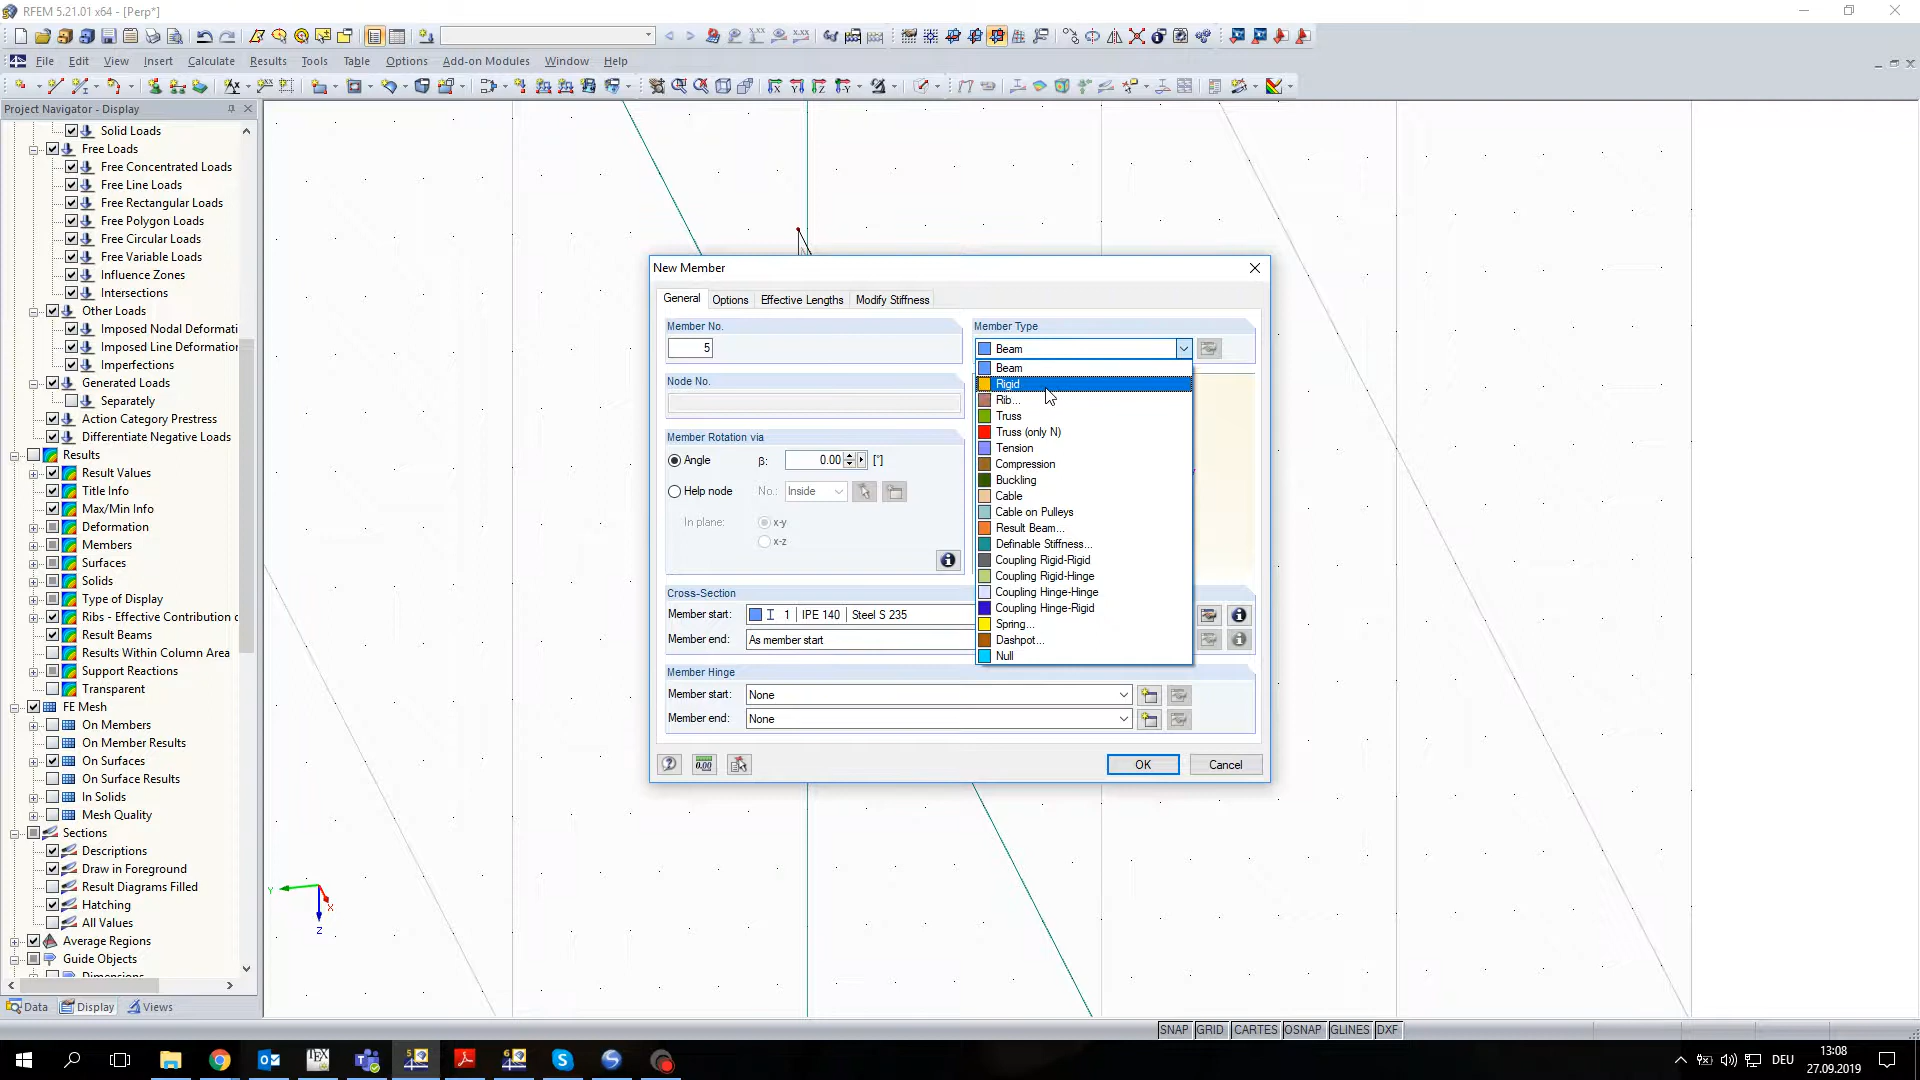 RFEM 5.21.01 x64 - [Perp*]
File Edit View Insert Calculate Results Tools Table Options Add-on Modules Window Help
Project Navigator - Display
Solid Loads
Free Loads
Free Concentrated Loads
Free Line Loads
Free Rectangular Loads
Free Polygon Loads
Free Circular Loads
Free Variable Loads
Influence Zones
Intersections
Other Loads
Imposed Nodal Deformati
Imposed Line Deformation
Imperfections
Generated Loads
Separately
Action Category Prestress
Differentiate Negative Loads
Results
Result Values
Title Info
Max/Min Info
Deformation
Members
Surfaces
Solids
Type of Display
Ribs - Effective Contribution o
Result Beams
Results Within Column Area
Support Reactions
Transparent
FE Mesh
On Members
On Member Results
On Surfaces
On Surface Results
In Solids
Mesh Quality
Sections
Descriptions
Draw in Foreground
Result Diagrams Filled
Hatching
All Values
Average Regions
Guide Objects
Dimensions
Data Display Views
Y
X
Z
New Member
General Options Effective Lengths Modify Stiffness
Member No.
5
Node No.
Member Rotation via
Angle β: 0.00 [°]
Help node No.: Inside
In plane: x-y
x-z
Member Type
Beam
Beam
Rigid
Rib...
Truss
Truss (only N)
Tension
Compression
Buckling
Cable
Cable on Pulleys
Result Beam...
Definable Stiffness...
Coupling Rigid-Rigid
Coupling Rigid-Hinge
Coupling Hinge-Hinge
Coupling Hinge-Rigid
Spring...
Dashpot...
Null
Cross-Section
Member start: 1 IPE 140 Steel S 235
Member end: As member start
Member Hinge
Member start: None
Member end: None
0.00
OK Cancel
SNAP GRID CARTES OSNAP GLINES DXF
DEU
13:08
27.09.2019